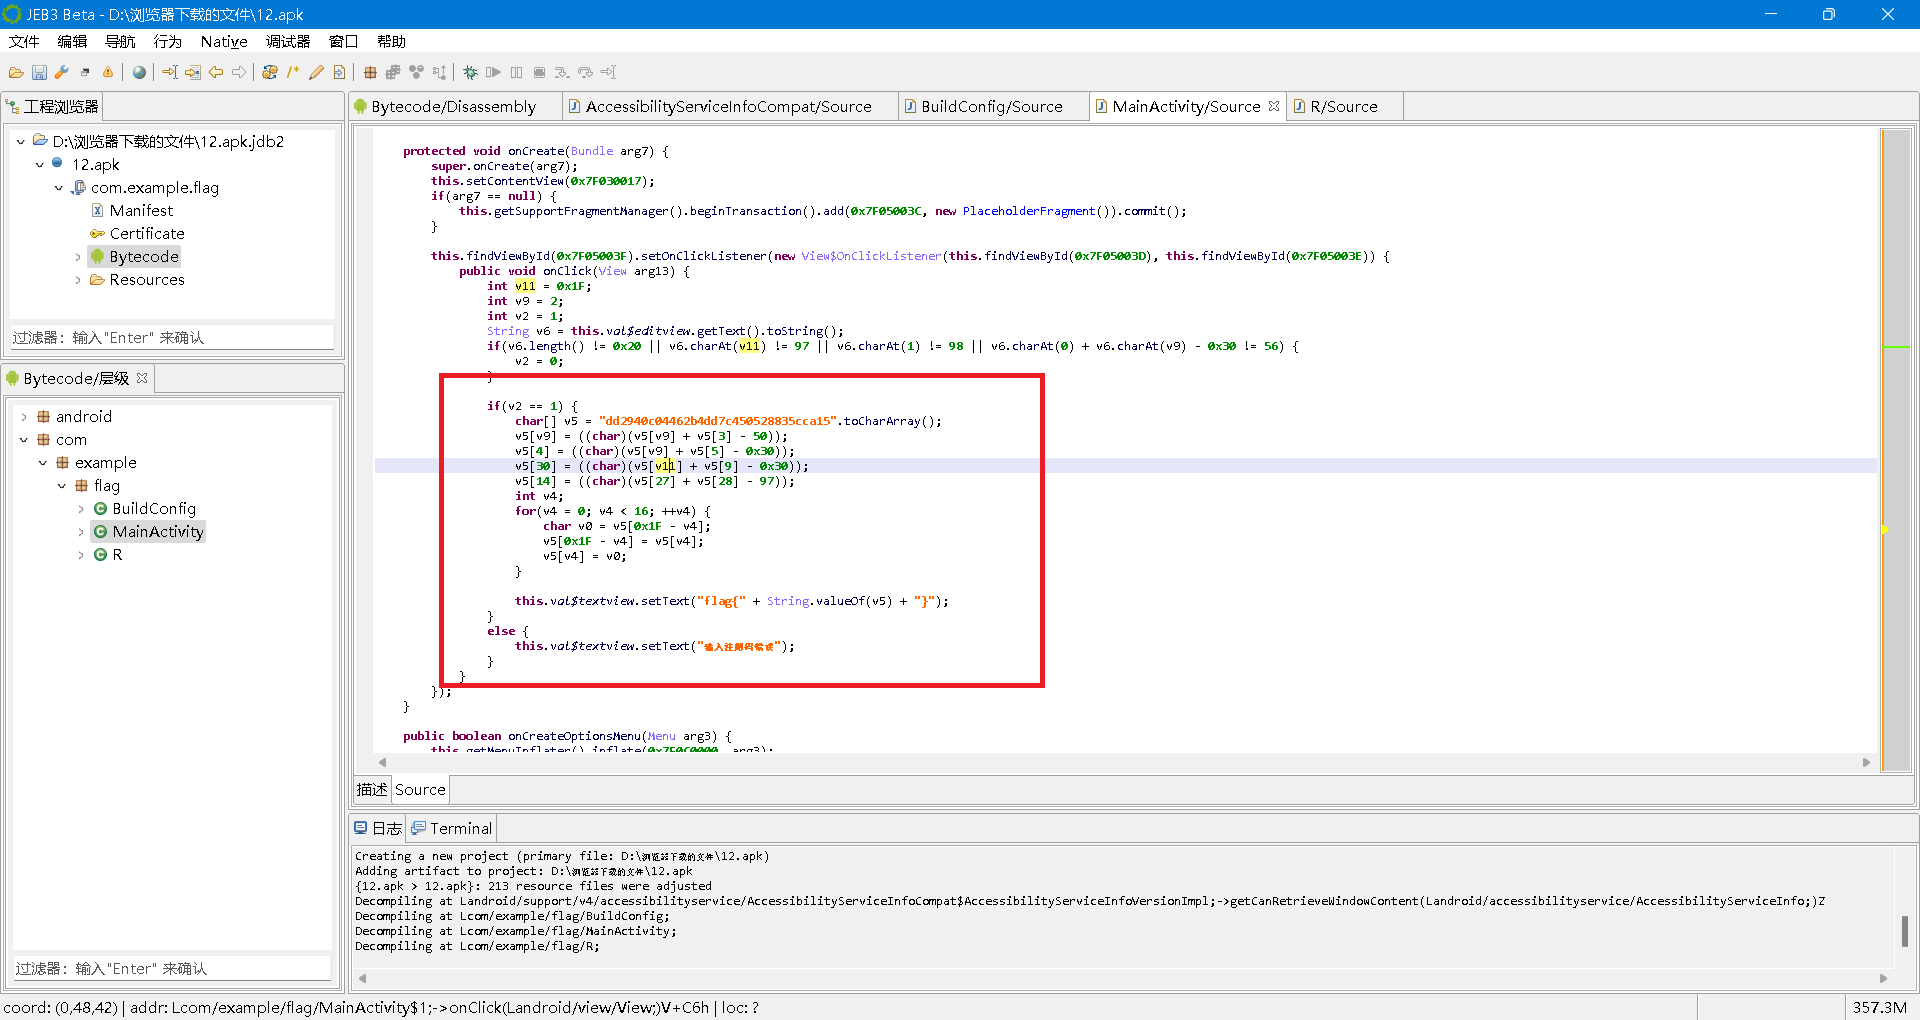 JEB3 Beta - D:\浏览器下载的文件\12.apk
文件 编辑 导航 行为 Native 调试器 窗口 帮助
工程浏览器
D:\浏览器下载的文件\12.apk.jdb2
12.apk
com.example.flag
Manifest
Certificate
Bytecode
Resources
过滤器: 输入"Enter" 来确认
Bytecode/层级
android
com
example
flag
BuildConfig
MainActivity
R
过滤器: 输入"Enter" 来确认
Bytecode/Disassembly AccessibilityServiceInfoCompat/Source BuildConfig/Source MainActivity/Source R/Source
protected void onCreate(Bundle arg7) {
super.onCreate(arg7);
this.setContentView(0x7F030017);
if(arg7 == null) {
this.getSupportFragmentManager().beginTransaction().add(0x7F05003C, new PlaceholderFragment()).commit();
}
this.findViewById(0x7F05003F).setOnClickListener(new View$OnClickListener(this.findViewById(0x7F05003D), this.findViewById(0x7F05003E)) {
public void onClick(View arg13) {
int v11 = 0x1F;
int v9 = 2;
int v2 = 1;
String v6 = this.val$editview.getText().toString();
if(v6.length() != 0x20 || v6.charAt(v11) != 97 || v6.charAt(1) != 98 || v6.charAt(0) + v6.charAt(v9) - 0x30 != 56) {
v2 = 0;
}
if(v2 == 1) {
char[] v5 = "dd2940c04462b4dd7c450528835cca15".toCharArray();
v5[v9] = ((char)(v5[v9] + v5[3] - 50));
v5[4] = ((char)(v5[v9] + v5[5] - 0x30));
v5[30] = ((char)(v5[v11] + v5[9] - 0x30));
v5[14] = ((char)(v5[27] + v5[28] - 97));
int v4;
for(v4 = 0; v4 < 16; ++v4) {
char v0 = v5[0x1F - v4];
v5[0x1F - v4] = v5[v4];
v5[v4] = v0;
}
this.val$textview.setText("flag{" + String.valueOf(v5) + "}");
}
else {
this.val$textview.setText("输入注册码错误");
}
}
});
}
public boolean onCreateOptionsMenu(Menu arg3) {
this.getMenuInflater().inflate(0x7F0C0000, arg3);
描述 Source
日志 Terminal
Creating a new project (primary file: D:\浏览器下载的文件\12.apk)
Adding artifact to project: D:\浏览器下载的文件\12.apk
{12.apk > 12.apk}: 213 resource files were adjusted
Decompiling at Landroid/support/v4/accessibilityservice/AccessibilityServiceInfoCompat$AccessibilityServiceInfoVersionImpl;->getCanRetrieveWindowContent(Landroid/accessibilityservice/AccessibilityServiceInfo;)Z
Decompiling at Lcom/example/flag/BuildConfig;
Decompiling at Lcom/example/flag/MainActivity;
Decompiling at Lcom/example/flag/R;
coord: (0,48,42) | addr: Lcom/example/flag/MainActivity$1;->onClick(Landroid/view/View;)V+C6h | loc: ?
357.3M